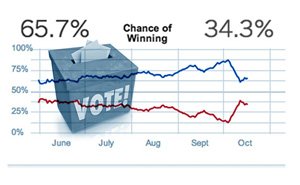 65.7%
Chance of
Winning
34.3%
100%
75%
50%
25%
0%
VOTE!
June
July
Aug
Sept
Oct